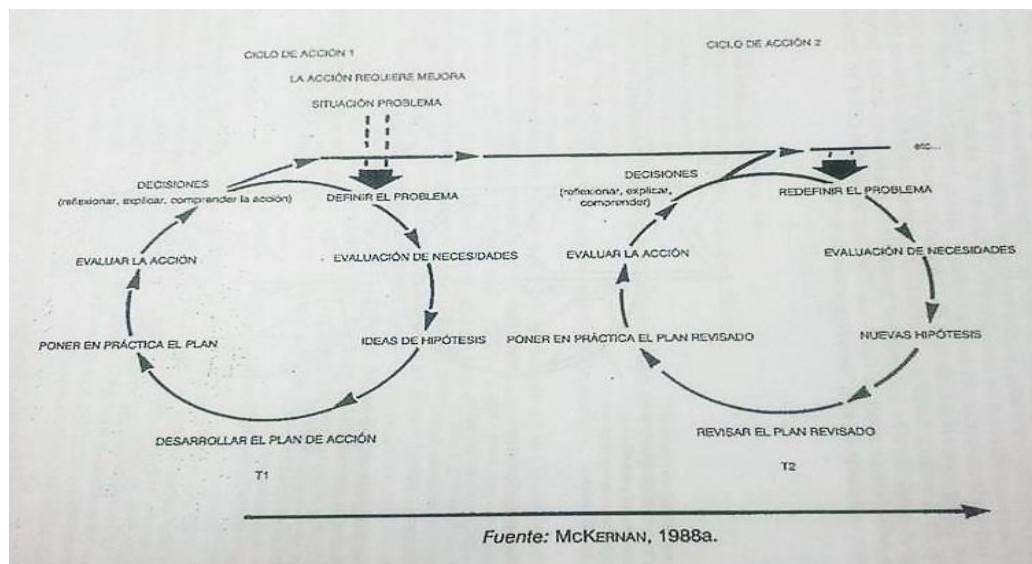 CICLO DE ACCIÓN 1
LA ACCIÓN REQUIERE MEJORA
SITUACIÓN PROBLEMA
DECISIONES
(reflexionar, explicar, comprender la acción)
DEFINIR EL PROBLEMA
EVALUACIÓN DE NECESIDADES
IDEAS DE HIPÓTESIS
DESARROLLAR EL PLAN DE ACCIÓN
PONER EN PRÁCTICA EL PLAN
EVALUAR LA ACCIÓN
T1
CICLO DE ACCIÓN 2
etc...
DECISIONES
(reflexionar, explicar,
comprender)
REDEFINIR EL PROBLEMA
EVALUACIÓN DE NECESIDADES
NUEVAS HIPÓTESIS
REVISAR EL PLAN REVISADO
PONER EN PRÁCTICA EL PLAN REVISADO
EVALUAR LA ACCIÓN
T2
Fuente: MCKERNAN, 1988a.